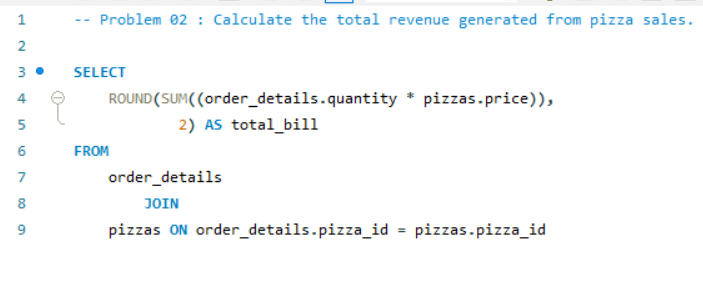 1 -- Problem 02 : Calculate the total revenue generated from pizza sales.
2
3 SELECT
4 ROUND(SUM((order_details.quantity * pizzas.price)),
5 2) AS total_bill
6 FROM
7 order_details
8 JOIN
9 pizzas ON order_details.pizza_id = pizzas.pizza_id